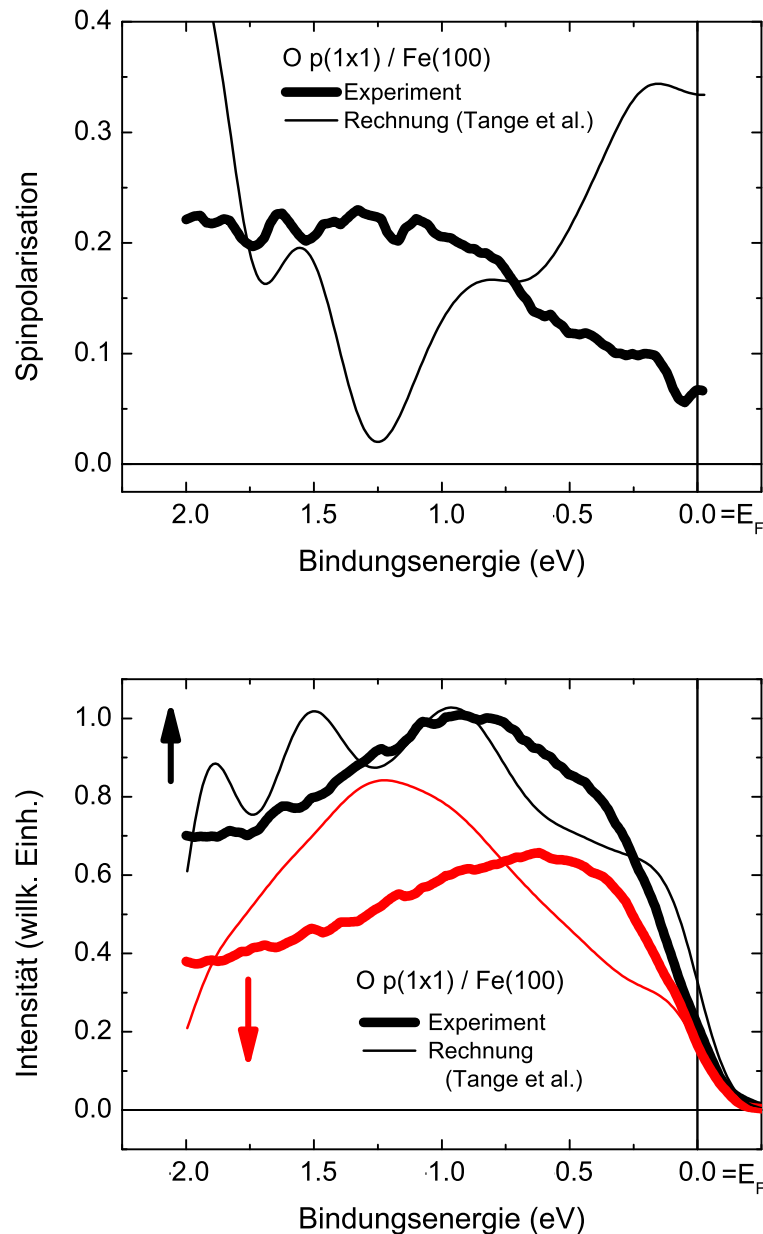 0.4
O p(1x1) / Fe(100)
Experiment
Rechnung (Tange et al.)
0.3
Spinpolarisation
0.2
0.1
0.0
2.0 1.5 1.0 0.5 0.0 =E_F
Bindungsenergie (eV)
1.0
0.8
0.6
Intensität (willk. Einh.)
0.4
O p(1x1) / Fe(100)
Experiment
Rechnung
(Tange et al.)
0.2
0.0
2.0 1.5 1.0 0.5 0.0 =E_F
Bindungsenergie (eV)